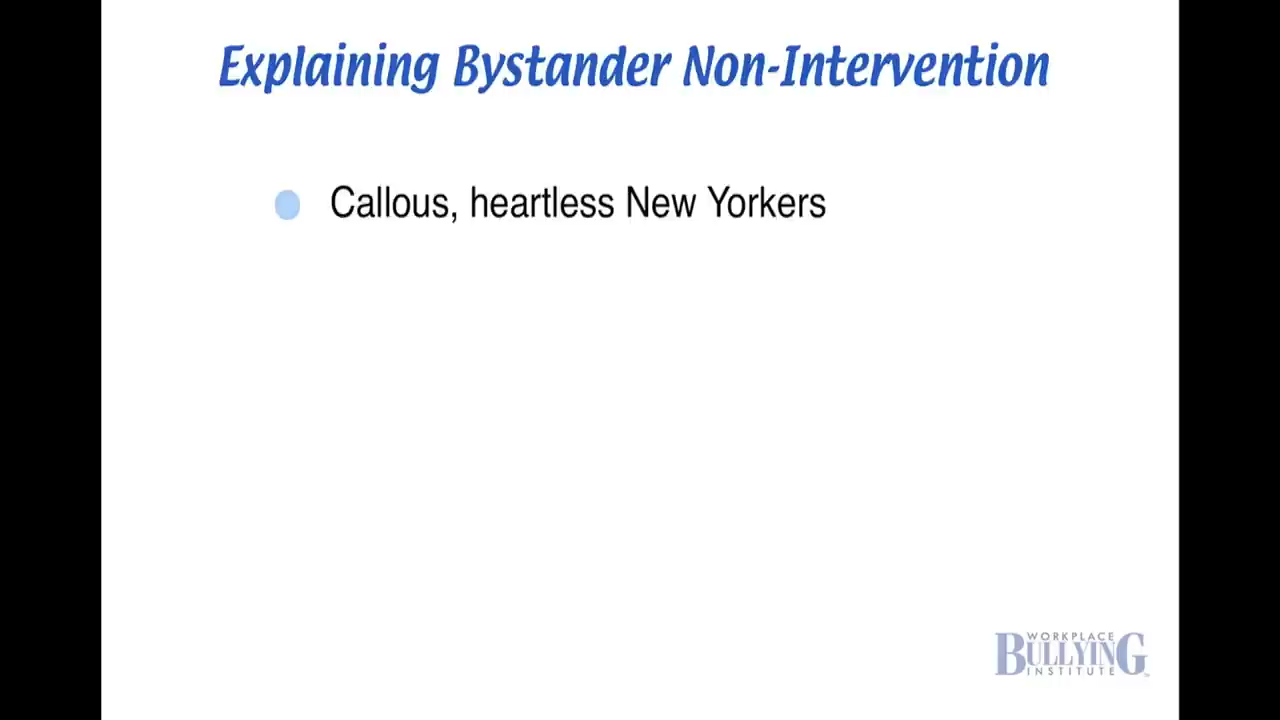 Explaining Bystander Non-Intervention
Callous, heartless New Yorkers
WORKPLACE
BULLYING
INSTITUTE